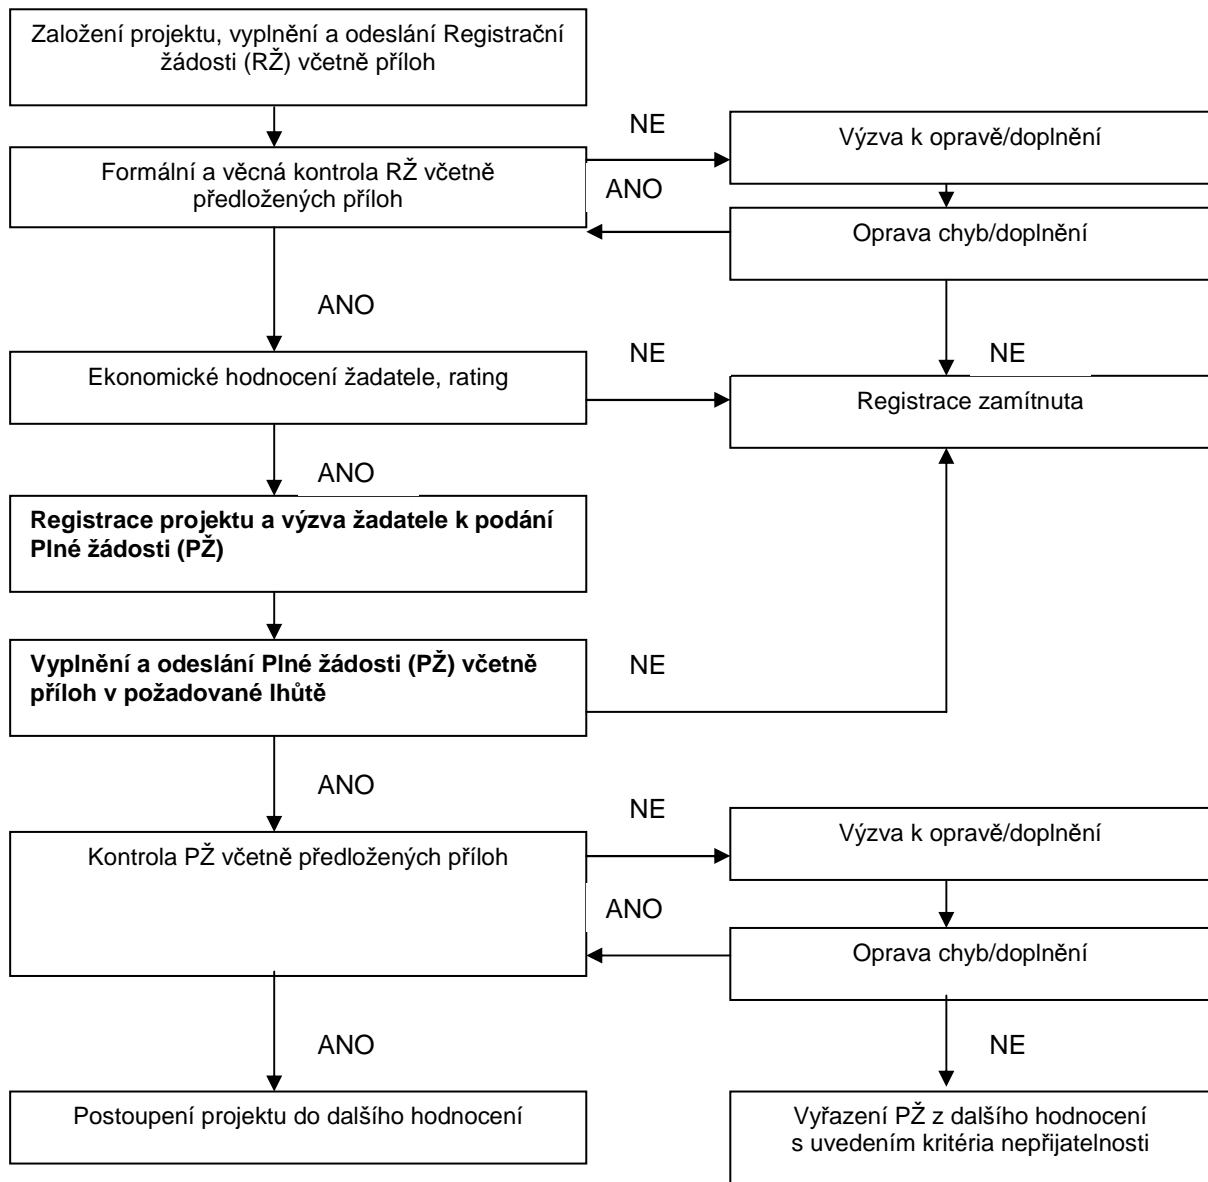 Založení projektu, vyplnění a odeslání Registrační
žádosti (RŽ) včetně příloh
NE
Výzva k opravě/doplnění
Formální a věcná kontrola RŽ včetně
předložených příloh
ANO
Oprava chyb/doplnění
ANO
NE
NE
Ekonomické hodnocení žadatele, rating
Registrace zamítnuta
ANO
Registrace projektu a výzva žadatele k podání
Plné žádosti (PŽ)
Vyplnění a odeslání Plné žádosti (PŽ) včetně
příloh v požadované lhůtě
NE
ANO
NE
Výzva k opravě/doplnění
Kontrola PŽ včetně předložených příloh
ANO
Oprava chyb/doplnění
ANO
NE
Postoupení projektu do dalšího hodnocení
Vyřazení PŽ z dalšího hodnocení
s uvedením kritéria nepřijatelnosti